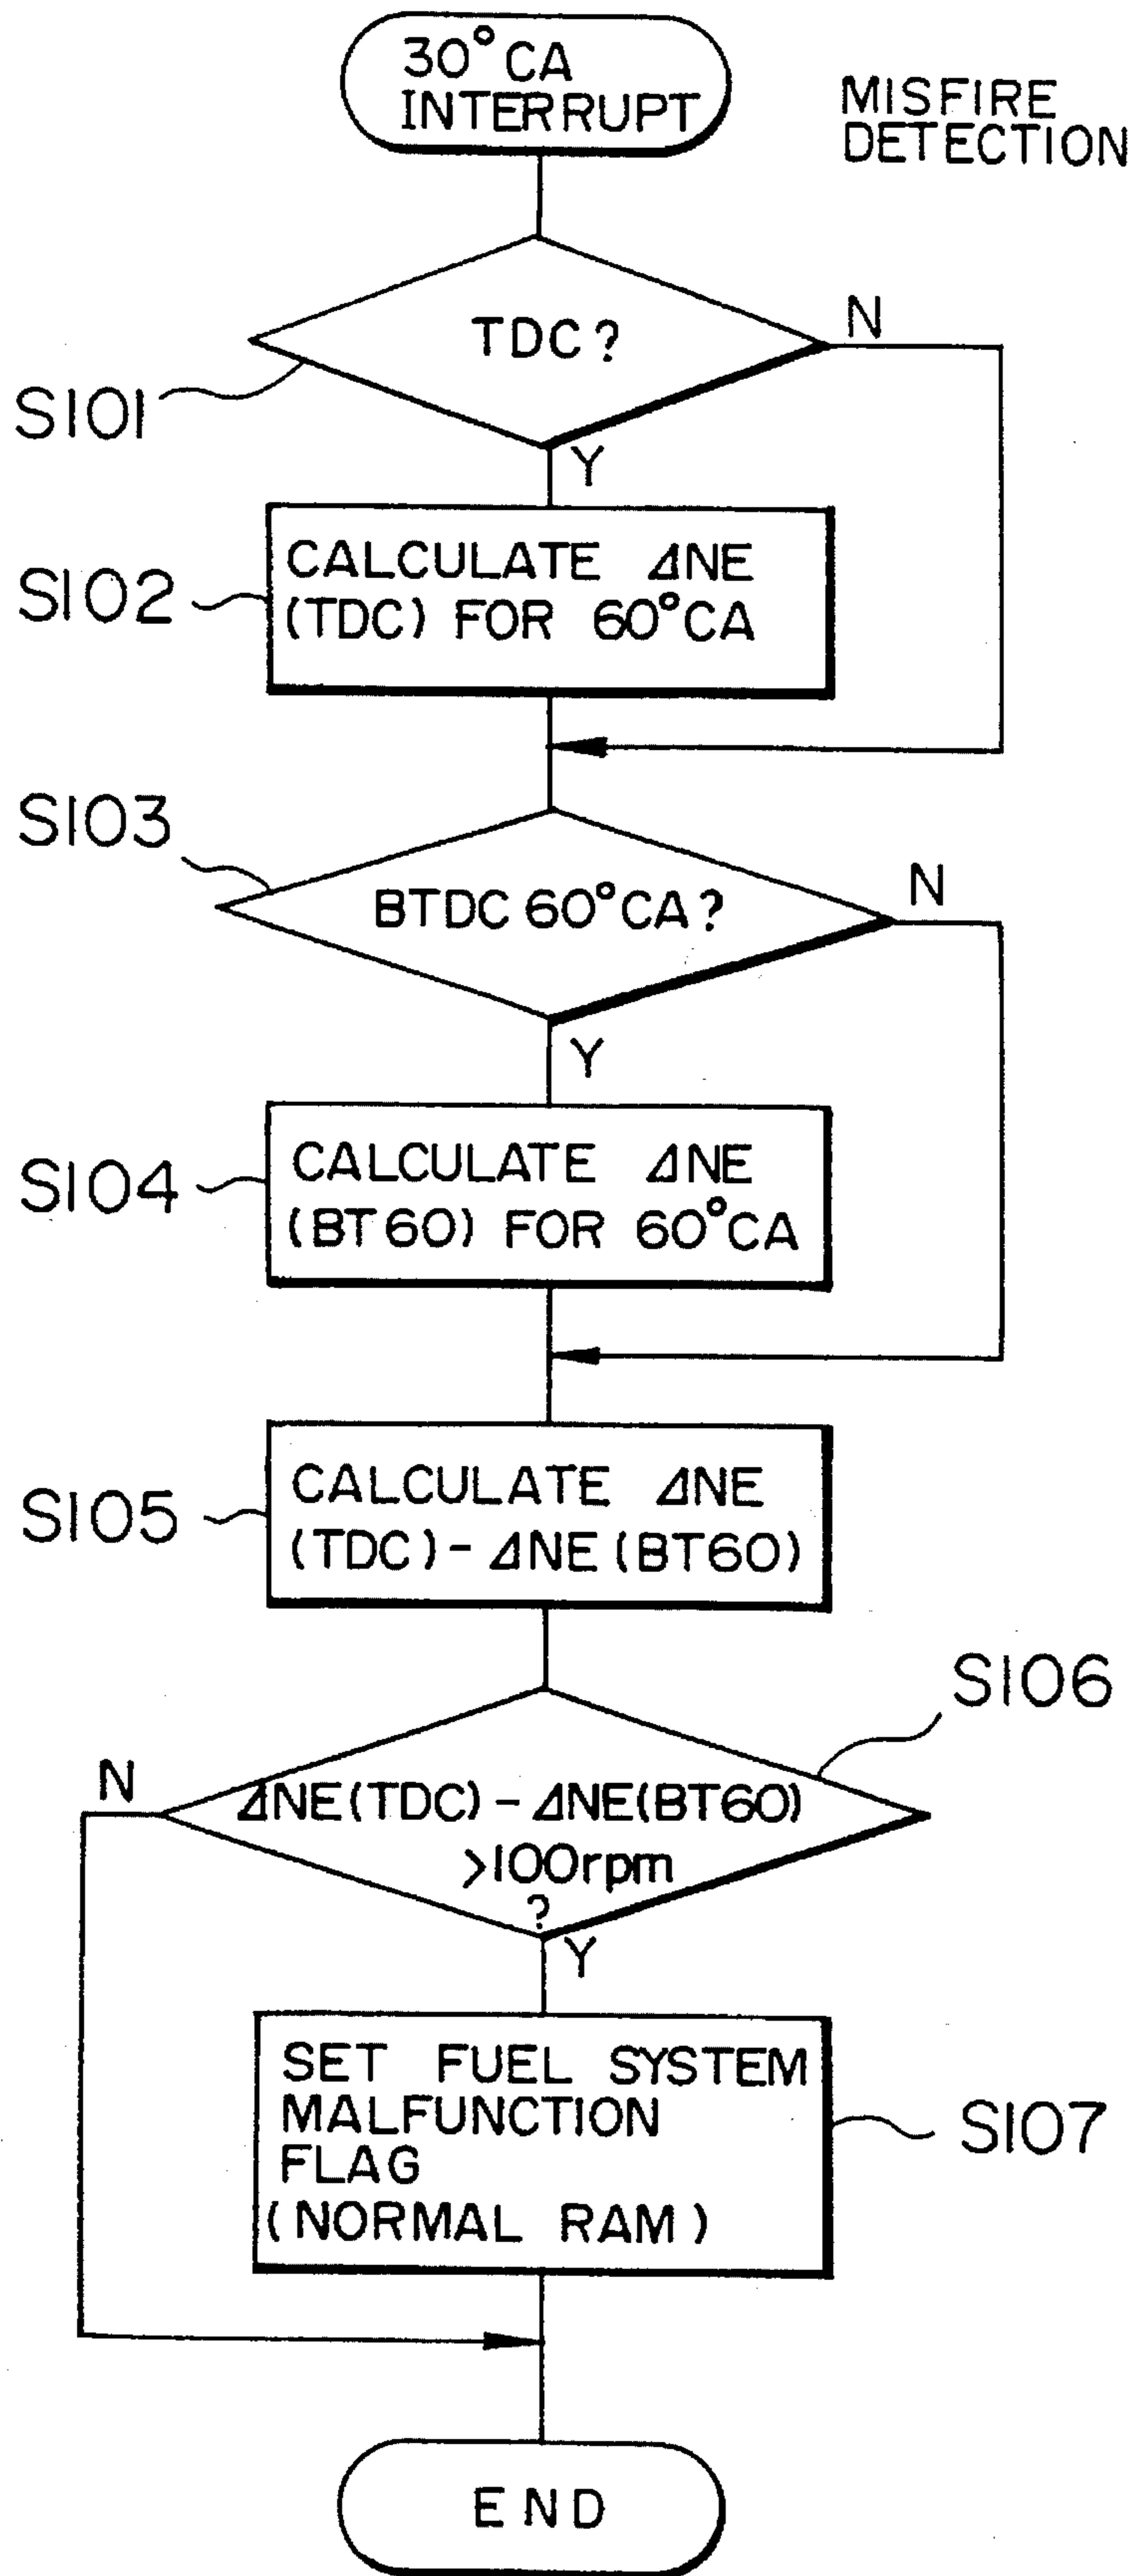 30°CA
INTERRUPT
MISFIRE
DETECTION
TDC?
N
S101
Y
CALCULATE ΔNE
(TDC) FOR 60°CA
S102
S103
BTDC 60°CA?
N
Y
CALCULATE ΔNE
(BT60) FOR 60°CA
S104
CALCULATE ΔNE
(TDC) - ΔNE (BT60)
S105
S106
N
ΔNE(TDC) - ΔNE(BT60)
>100rpm
?
Y
SET FUEL SYSTEM
MALFUNCTION
FLAG
(NORMAL RAM)
S107
END